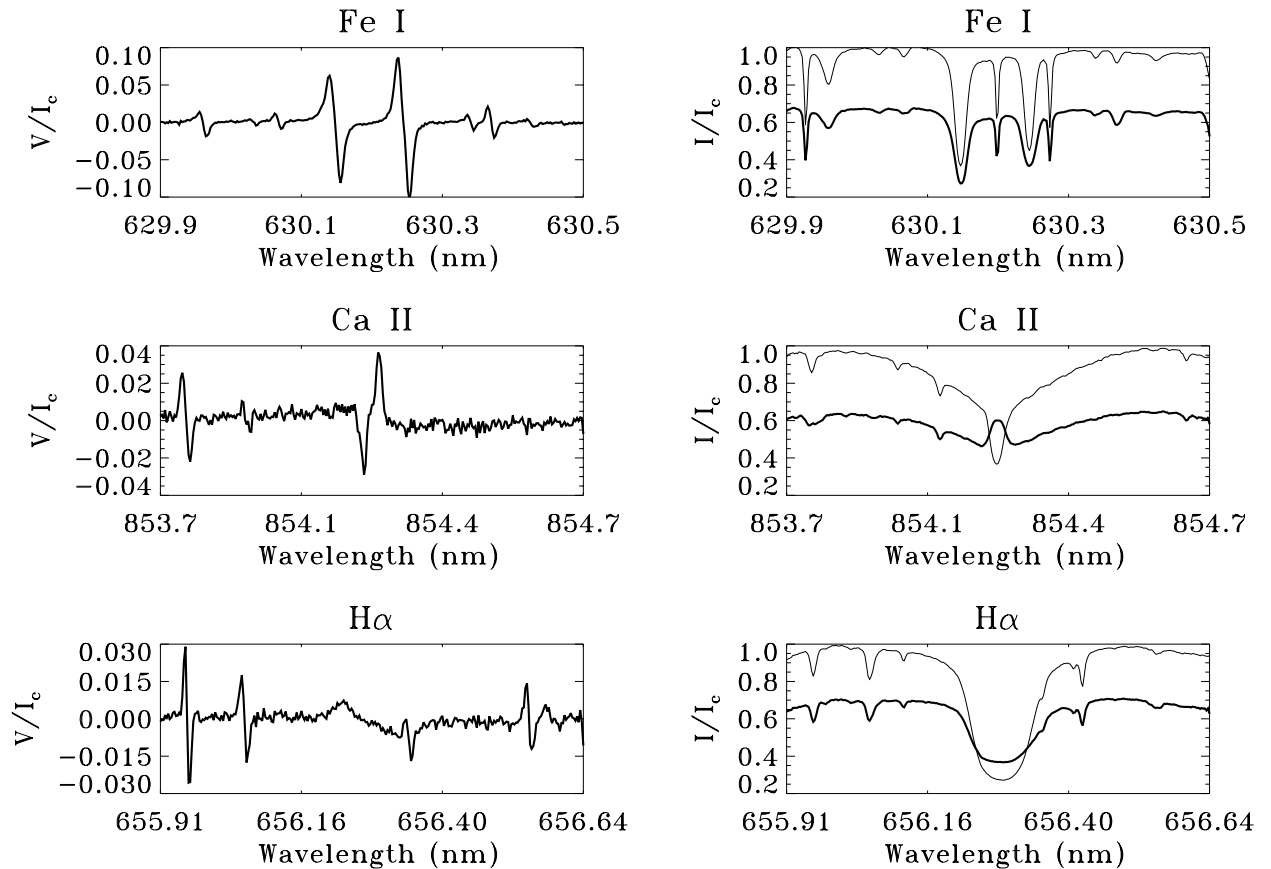 Fe I
V/Ic
0.10
0.05
0.00
−0.05
−0.10
629.9 630.1 630.3 630.5
Wavelength (nm)
Fe I
I/Ic
1.0
0.8
0.6
0.4
0.2
629.9 630.1 630.3 630.5
Wavelength (nm)
Ca II
V/Ic
0.04
0.02
0.00
−0.02
−0.04
853.7 854.1 854.4 854.7
Wavelength (nm)
Ca II
I/Ic
1.0
0.8
0.6
0.4
0.2
853.7 854.1 854.4 854.7
Wavelength (nm)
Hα
V/Ic
0.030
0.015
0.000
−0.015
−0.030
655.91 656.16 656.40 656.64
Wavelength (nm)
Hα
I/Ic
1.0
0.8
0.6
0.4
0.2
655.91 656.16 656.40 656.64
Wavelength (nm)